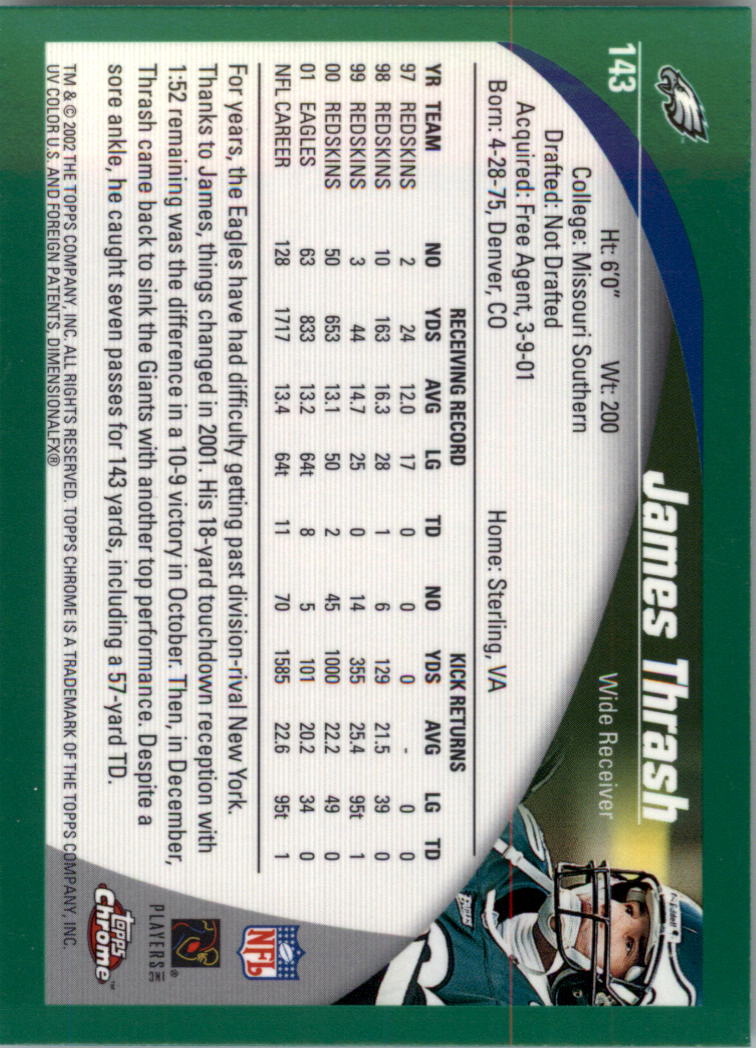 143
James Thrash
Wide Receiver
Ht: 6'0" Wt: 200
College: Missouri Southern
Drafted: Not Drafted
Acquired: Free Agent, 3-9-01
Born: 4-28-75, Denver, CO Home: Sterling, VA
RECEIVING RECORD KICK RETURNS
YR TEAM NO YDS AVG LG TD NO YDS AVG LG TD
97 REDSKINS 2 24 12.0 17 0 0 0 - 0 0
98 REDSKINS 10 163 16.3 28 1 6 129 21.5 39 0
99 REDSKINS 3 44 14.7 25 0 14 355 25.4 95t 1
00 REDSKINS 50 653 13.1 50 2 45 1000 22.2 49 0
01 EAGLES 63 833 13.2 64t 8 5 101 20.2 34 0
NFL CAREER 128 1717 13.4 64t 11 70 1585 22.6 95t 1
For years, the Eagles have had difficulty getting past division-rival New York.
Thanks to James, things changed in 2001. His 18-yard touchdown reception with
1:52 remaining was the difference in a 10-9 victory in October. Then, in December,
Thrash came back to sink the Giants with another top performance. Despite a
sore ankle, he caught seven passes for 143 yards, including a 57-yard TD.
TM & © 2002 THE TOPPS COMPANY, INC. ALL RIGHTS RESERVED. TOPPS CHROME IS A TRADEMARK OF THE TOPPS COMPANY, INC.
UV COLOR U.S. AND FOREIGN PATENTS, DIMENSIONALFX®
NFL
PLAYERS INC
®
Topps
Chrome™
Riddell
EAGLES